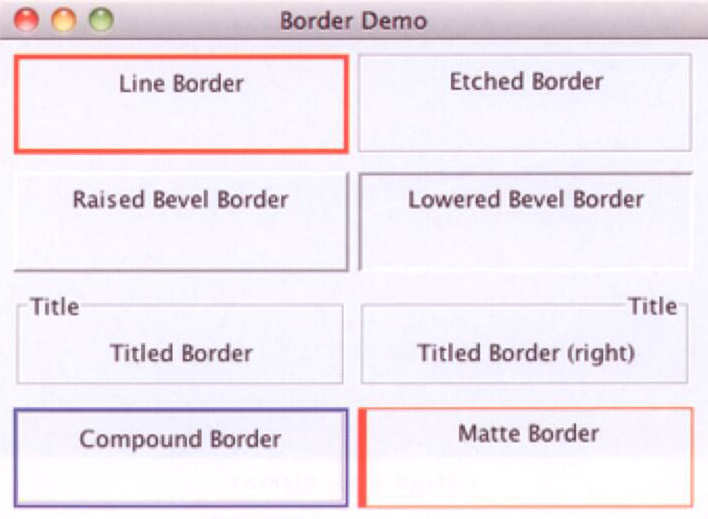 Border Demo
Line Border
Etched Border
Raised Bevel Border
Lowered Bevel Border
Title
Title
Titled Border
Titled Border (right)
Compound Border
Matte Border